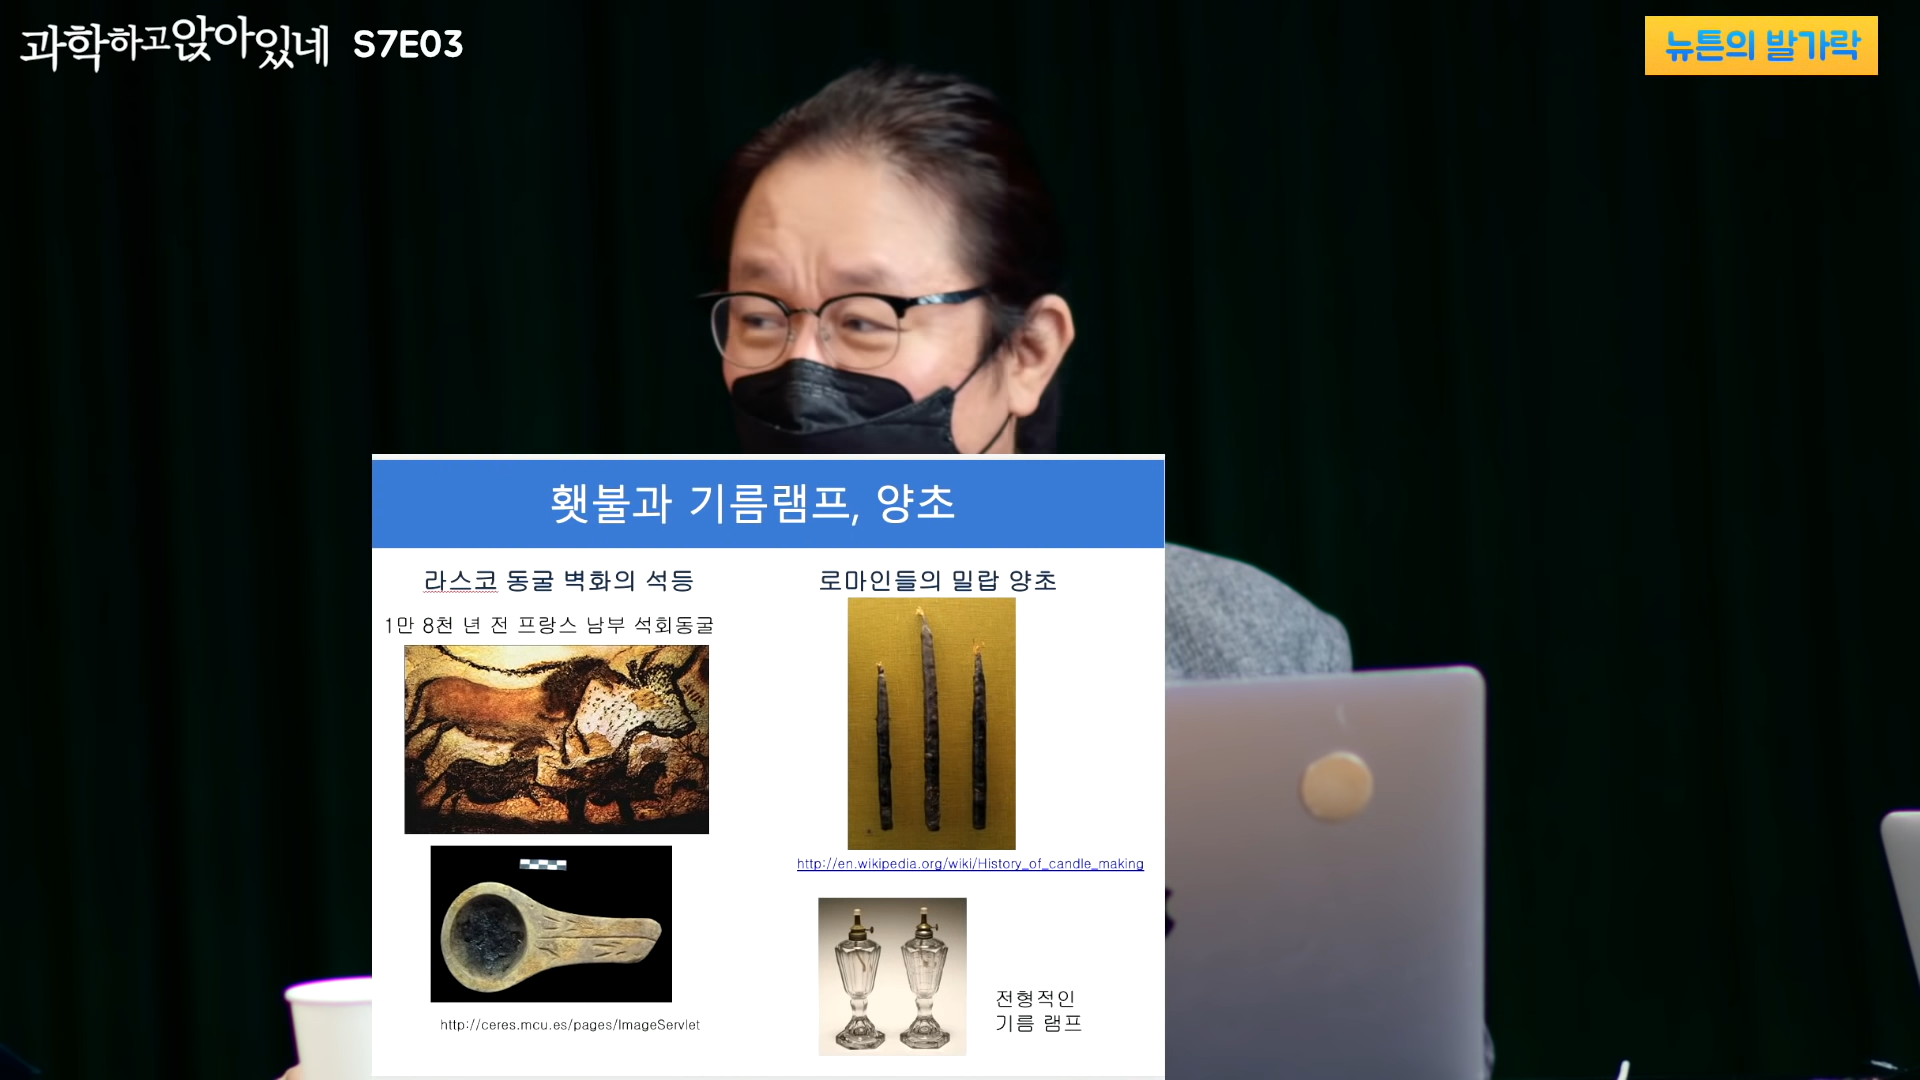 과학하고앉아있네 S7E03
뉴튼의 발가락
횃불과 기름램프, 양초
라스코 동굴 벽화의 석등
1만 8천 년 전 프랑스 남부 석회동굴
http://ceres.mcu.es/pages/ImageServlet
로마인들의 밀랍 양초
http://en.wikipedia.org/wiki/History_of_candle_making
전형적인
기름 램프